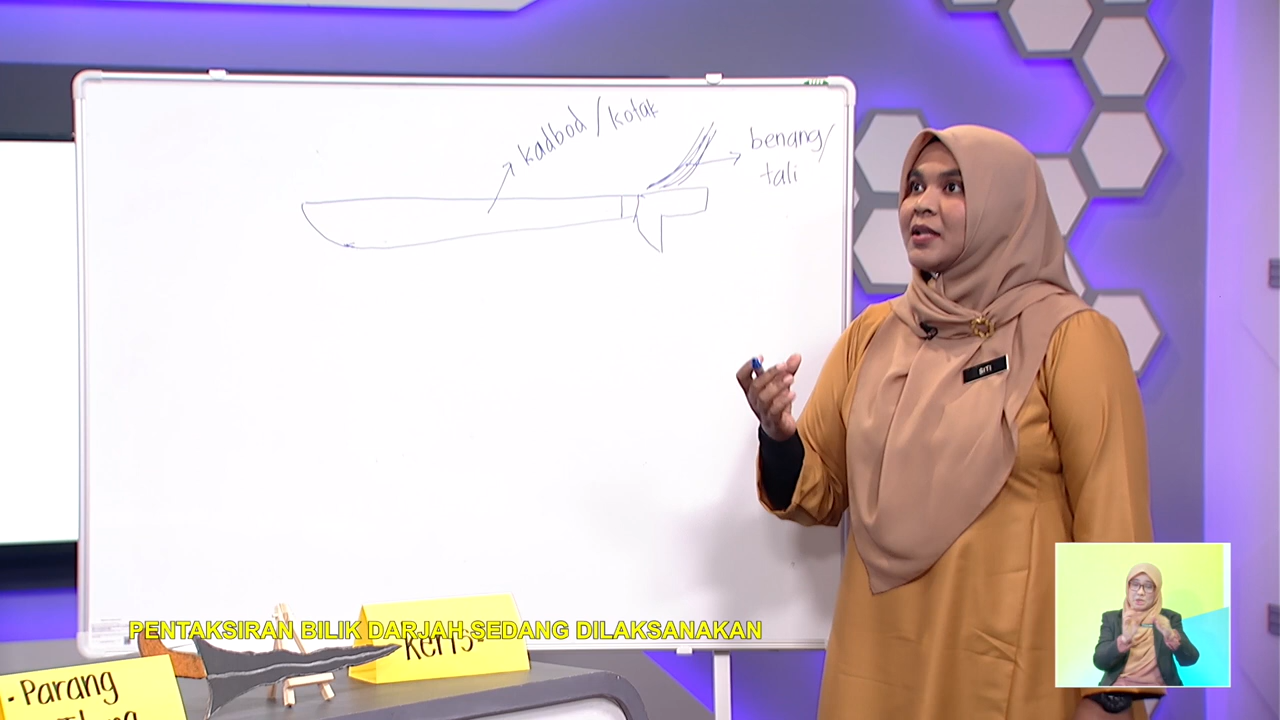 kadbod/kotak
benang/
tali
SITI
PENTAKSIRAN BILIK DARJAH SEDANG DILAKSANAKAN
Keris
- Parang